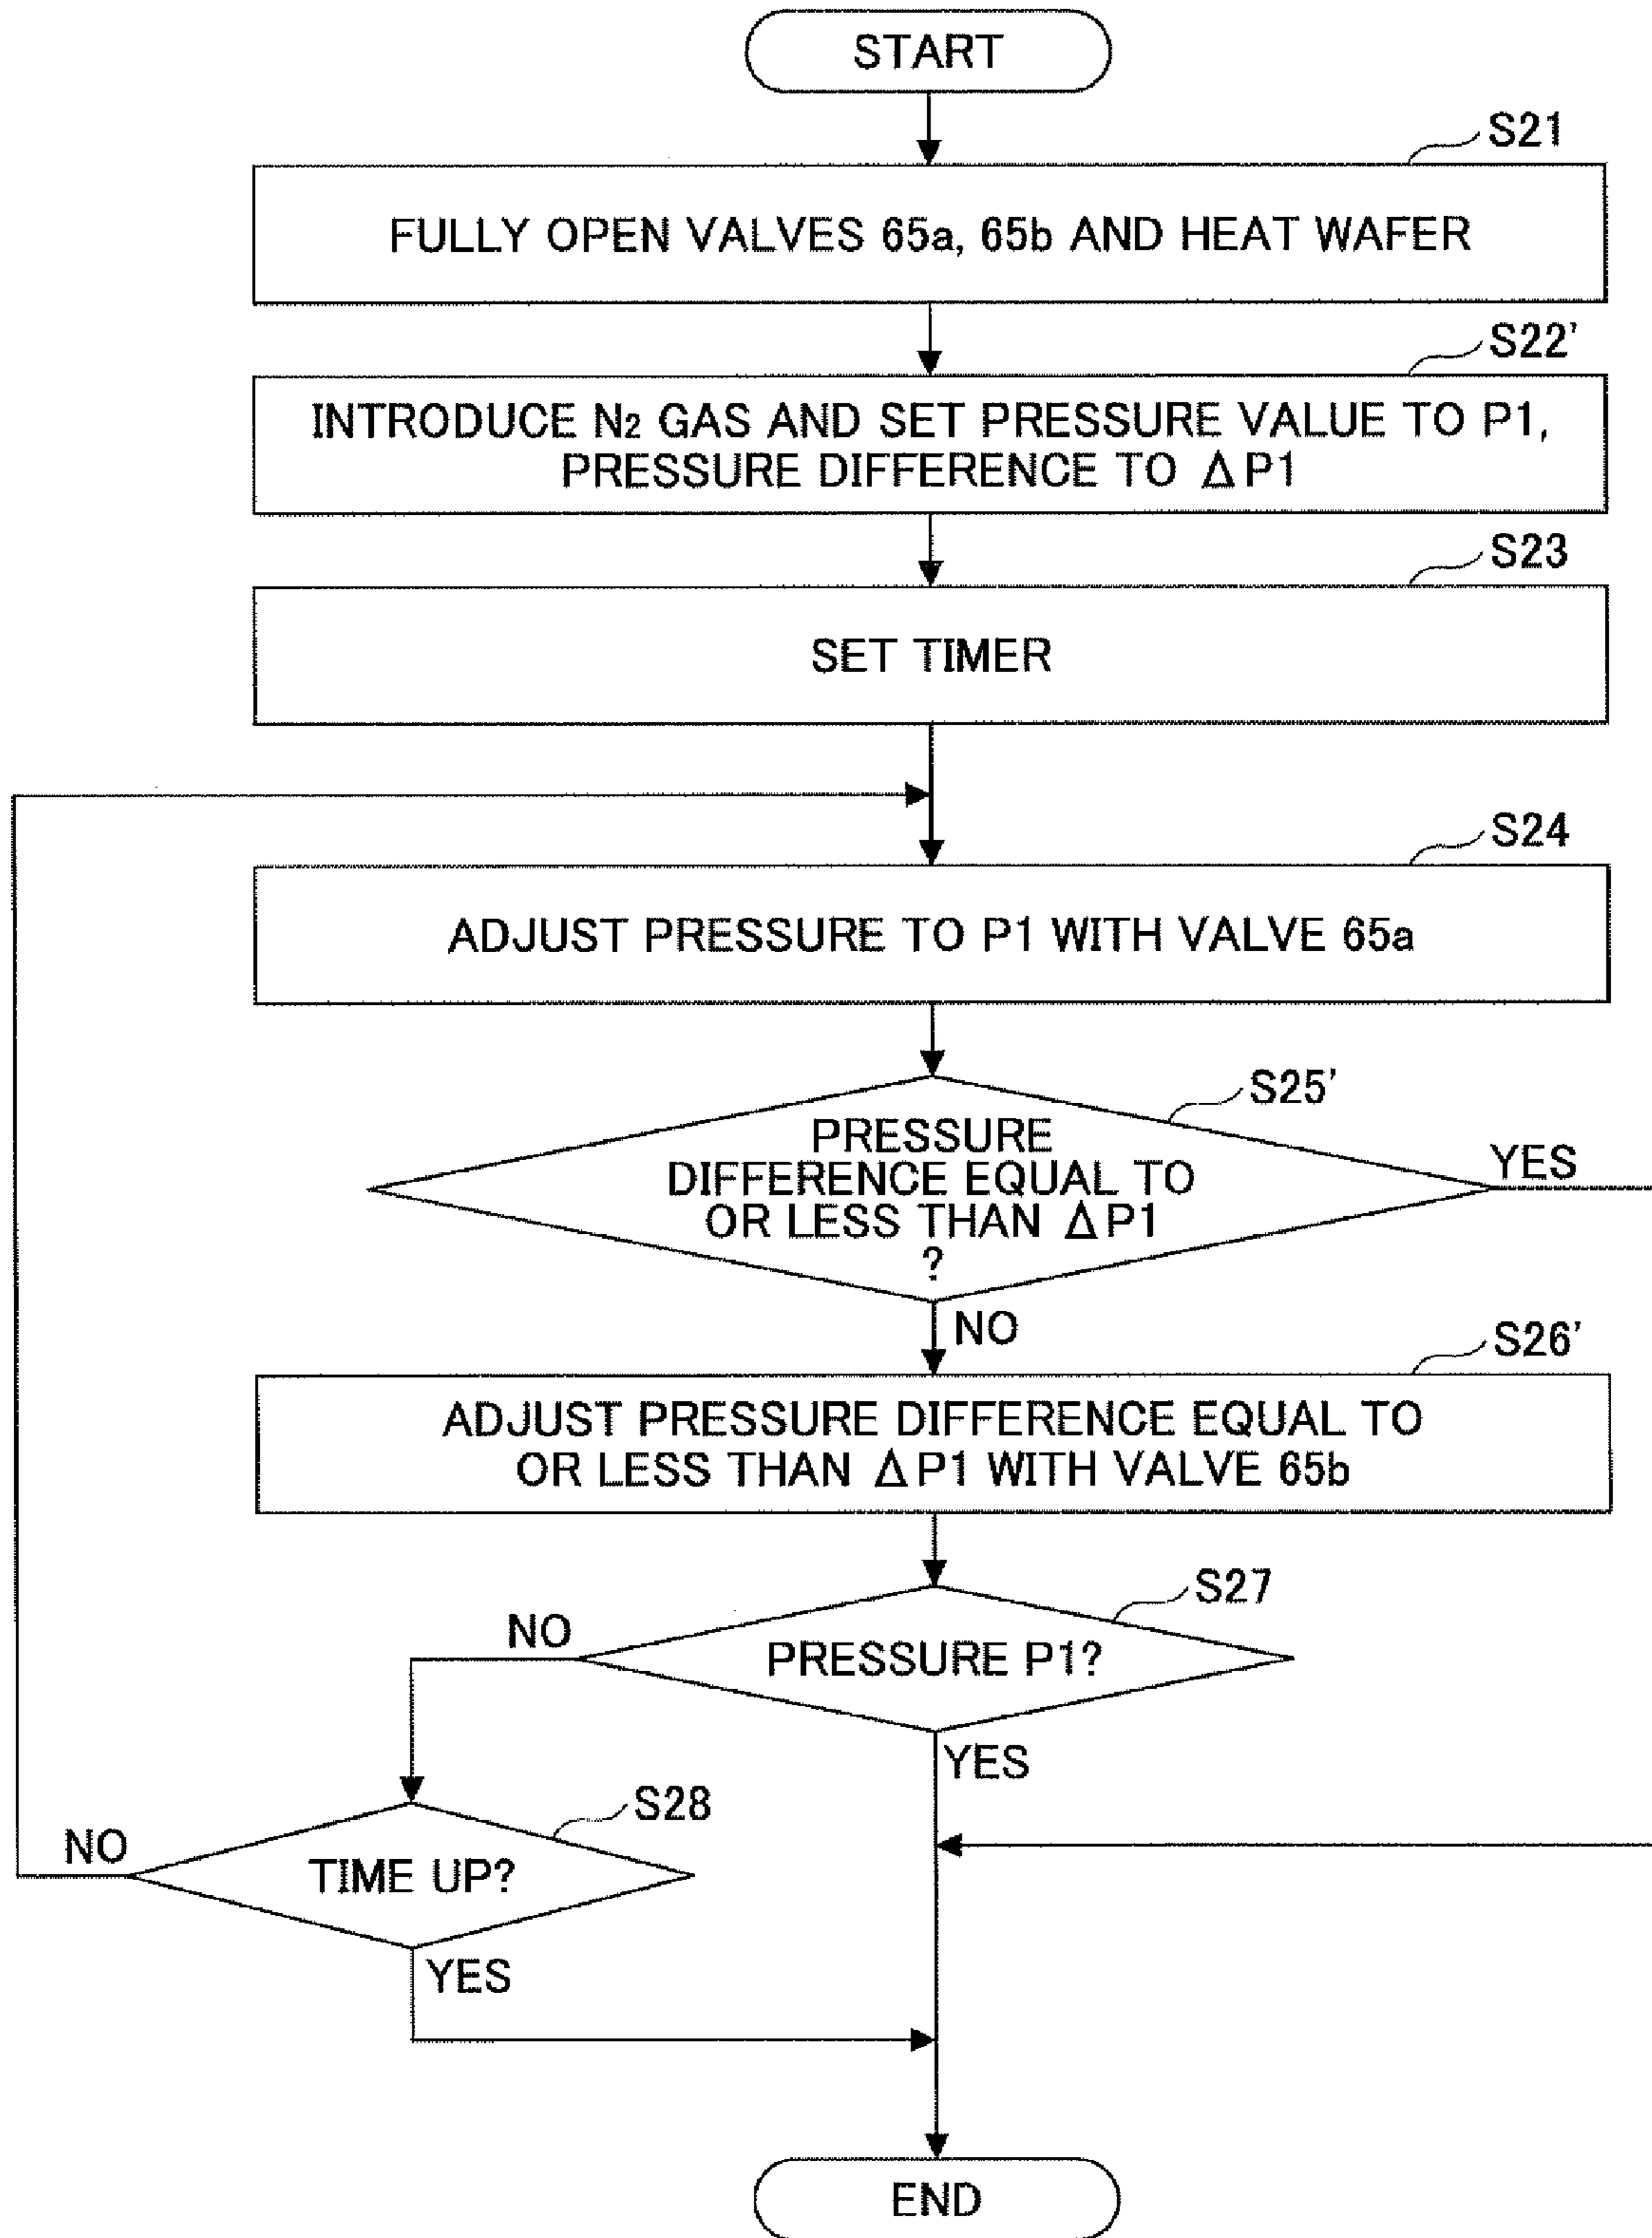 START
S21
FULLY OPEN VALVES 65a, 65b AND HEAT WAFER
S22'
INTRODUCE N2 GAS AND SET PRESSURE VALUE TO P1,
PRESSURE DIFFERENCE TO ΔP1
S23
SET TIMER
S24
ADJUST PRESSURE TO P1 WITH VALVE 65a
S25'
PRESSURE
DIFFERENCE EQUAL TO
OR LESS THAN ΔP1
?
YES
NO
S26'
ADJUST PRESSURE DIFFERENCE EQUAL TO
OR LESS THAN ΔP1 WITH VALVE 65b
S27
NO
PRESSURE P1?
YES
S28
NO
TIME UP?
YES
END